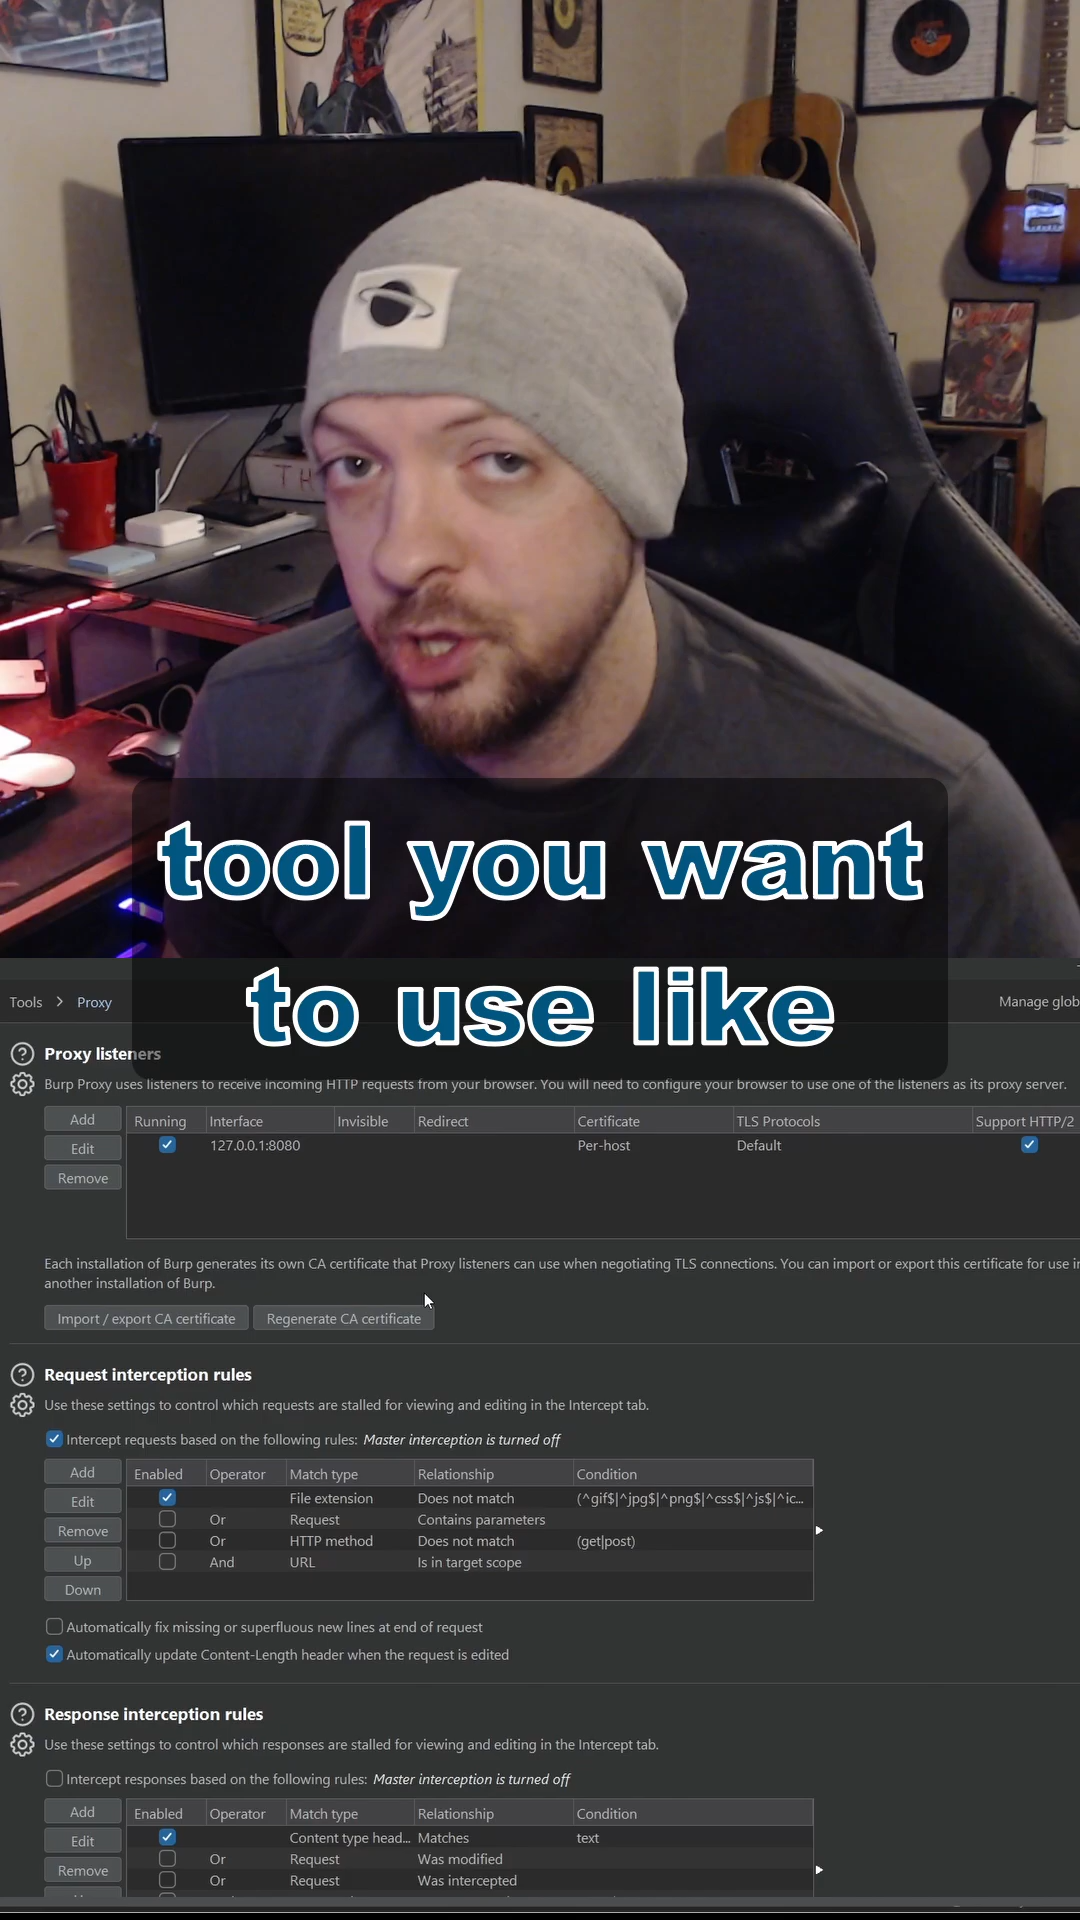 TH
tool you want
to use like
Tools > Proxy
Manage glob
Proxy listeners
Burp Proxy uses listeners to receive incoming HTTP requests from your browser. You will need to configure your browser to use one of the listeners as its proxy server.
Add
Edit
Remove
Running Interface Invisible Redirect Certificate TLS Protocols Support HTTP/2
127.0.0.1:8080 Per-host Default
Each installation of Burp generates its own CA certificate that Proxy listeners can use when negotiating TLS connections. You can import or export this certificate for use in
another installation of Burp.
Import / export CA certificate Regenerate CA certificate
Request interception rules
Use these settings to control which requests are stalled for viewing and editing in the Intercept tab.
Intercept requests based on the following rules: Master interception is turned off
Add
Edit
Remove
Up
Down
Enabled Operator Match type Relationship Condition
File extension Does not match (^gif$|^jpg$|^png$|^css$|^js$|^ic...
Or Request Contains parameters
Or HTTP method Does not match (get|post)
And URL Is in target scope
Automatically fix missing or superfluous new lines at end of request
Automatically update Content-Length header when the request is edited
Response interception rules
Use these settings to control which responses are stalled for viewing and editing in the Intercept tab.
Intercept responses based on the following rules: Master interception is turned off
Add
Edit
Remove
Enabled Operator Match type Relationship Condition
Content type head... Matches text
Or Request Was modified
Or Request Was intercepted